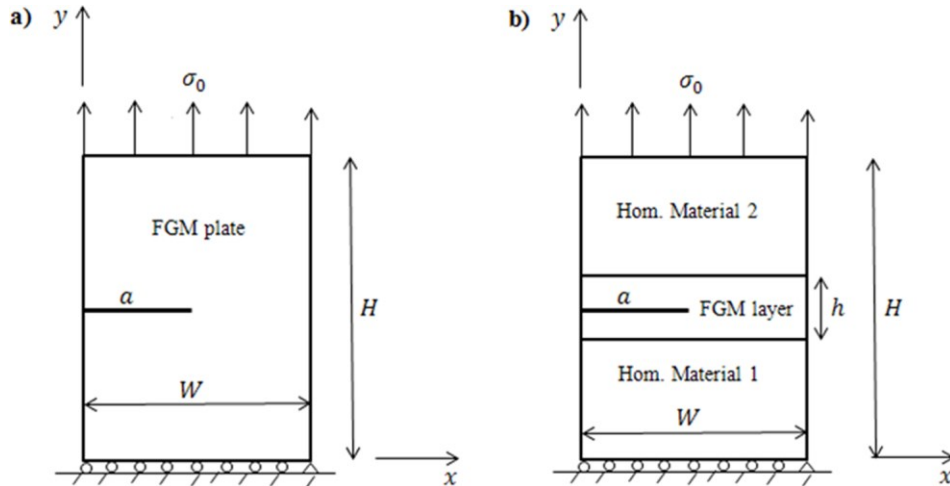 a)
y
σ₀
FGM plate
a
H
W
x
b)
y
σ₀
Hom. Material 2
a
FGM layer
h
H
Hom. Material 1
W
x